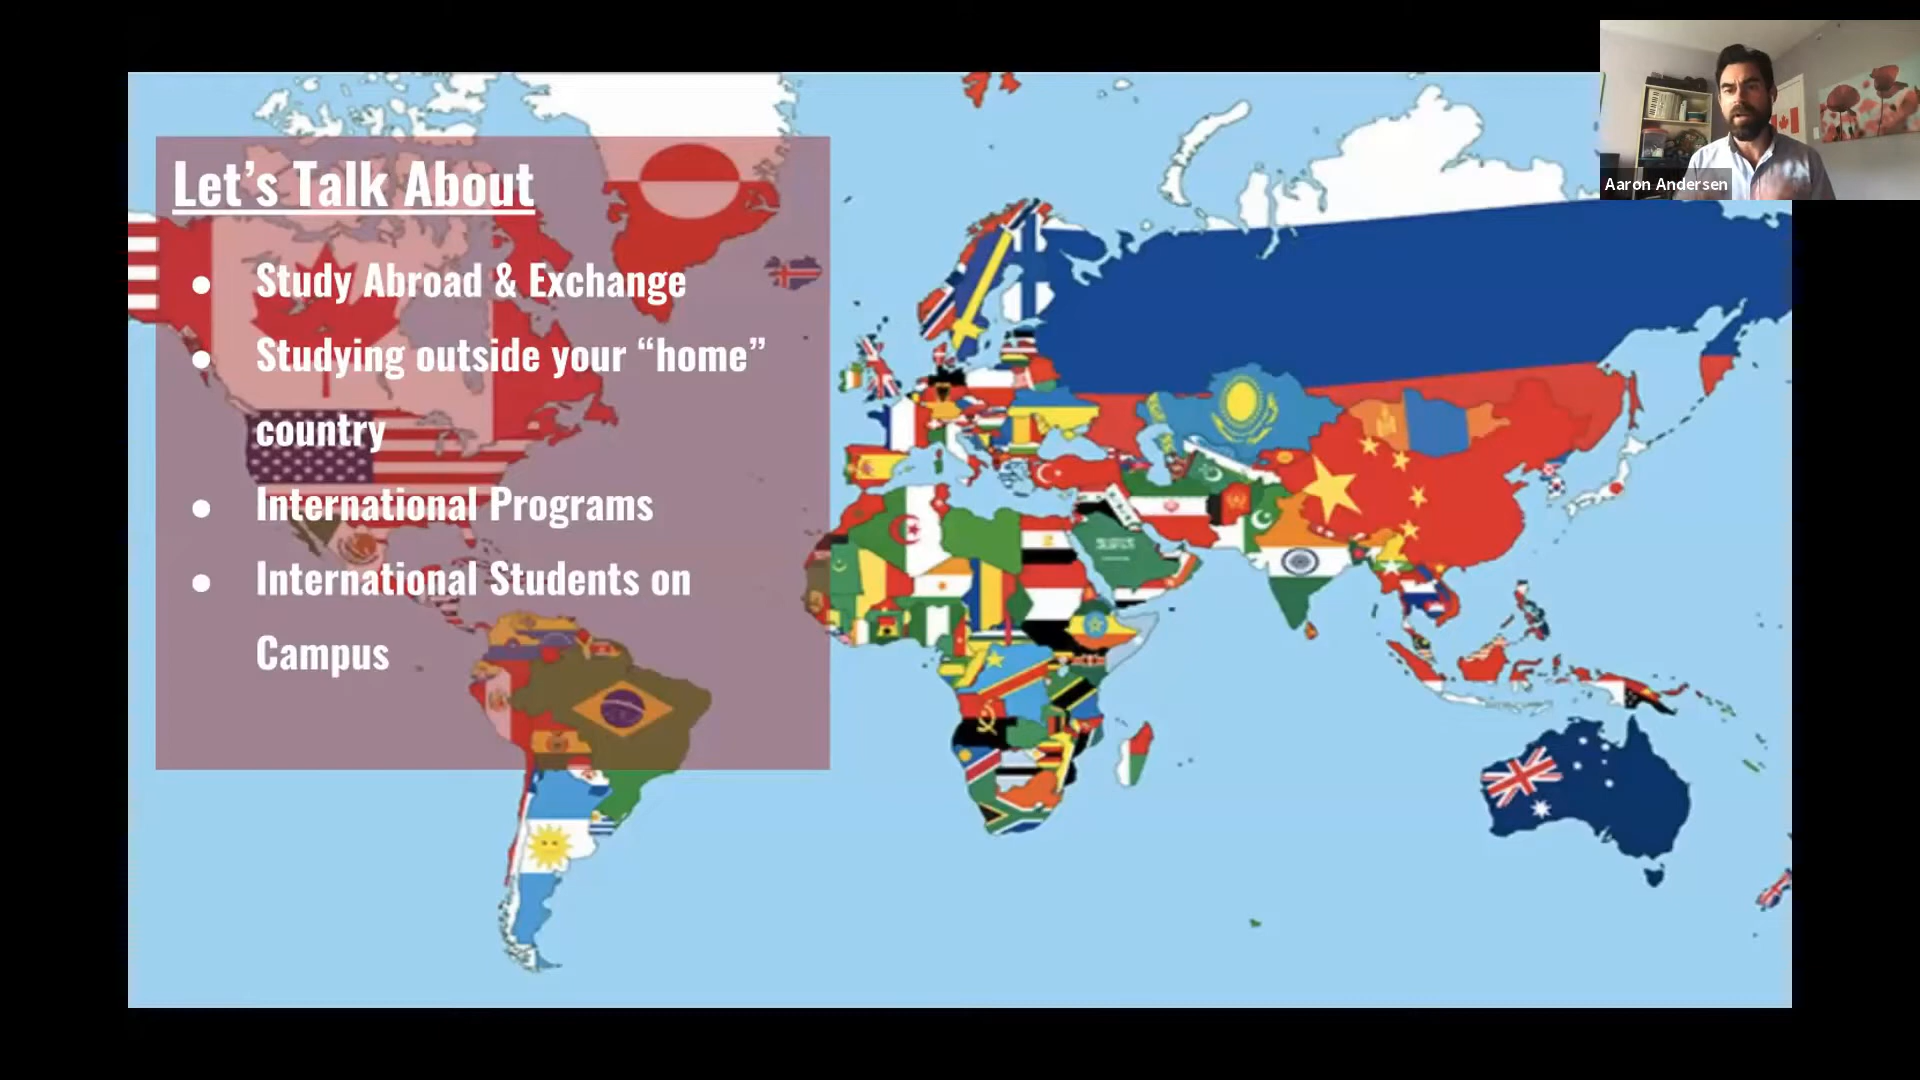 Let’s Talk About
● Study Abroad & Exchange
● Studying outside your “home”
country
● International Programs
● International Students on
Campus
Aaron Andersen